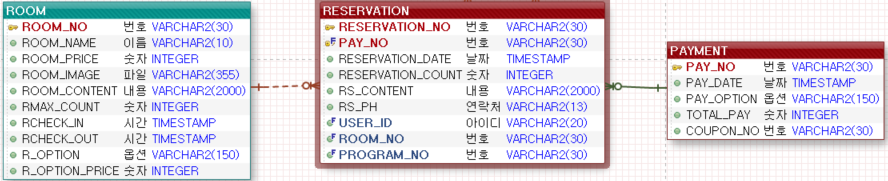 ROOM
ROOM_NO 번호 VARCHAR2(30)
ROOM_NAME 이름 VARCHAR2(10)
ROOM_PRICE 숫자 INTEGER
ROOM_IMAGE 파일 VARCHAR2(355)
ROOM_CONTENT 내용 VARCHAR2(2000)
RMAX_COUNT 숫자 INTEGER
RCHECK_IN 시간 TIMESTAMP
RCHECK_OUT 시간 TIMESTAMP
R_OPTION 옵션 VARCHAR2(150)
R_OPTION_PRICE 숫자 INTEGER
RESERVATION
RESERVATION_NO 번호 VARCHAR2(30)
PAY_NO 번호 VARCHAR2(30)
RESERVATION_DATE 날짜 TIMESTAMP
RESERVATION_COUNT 숫자 INTEGER
RS_CONTENT 내용 VARCHAR2(2000)
RS_PH 연락처 VARCHAR2(13)
USER_ID 아이디 VARCHAR2(20)
ROOM_NO 번호 VARCHAR2(30)
PROGRAM_NO 번호 VARCHAR2(30)
PAYMENT
PAY_NO 번호 VARCHAR2(30)
PAY_DATE 날짜 TIMESTAMP
PAY_OPTION 옵션 VARCHAR2(150)
TOTAL_PAY 숫자 INTEGER
COUPON_NO 번호 VARCHAR2(30)